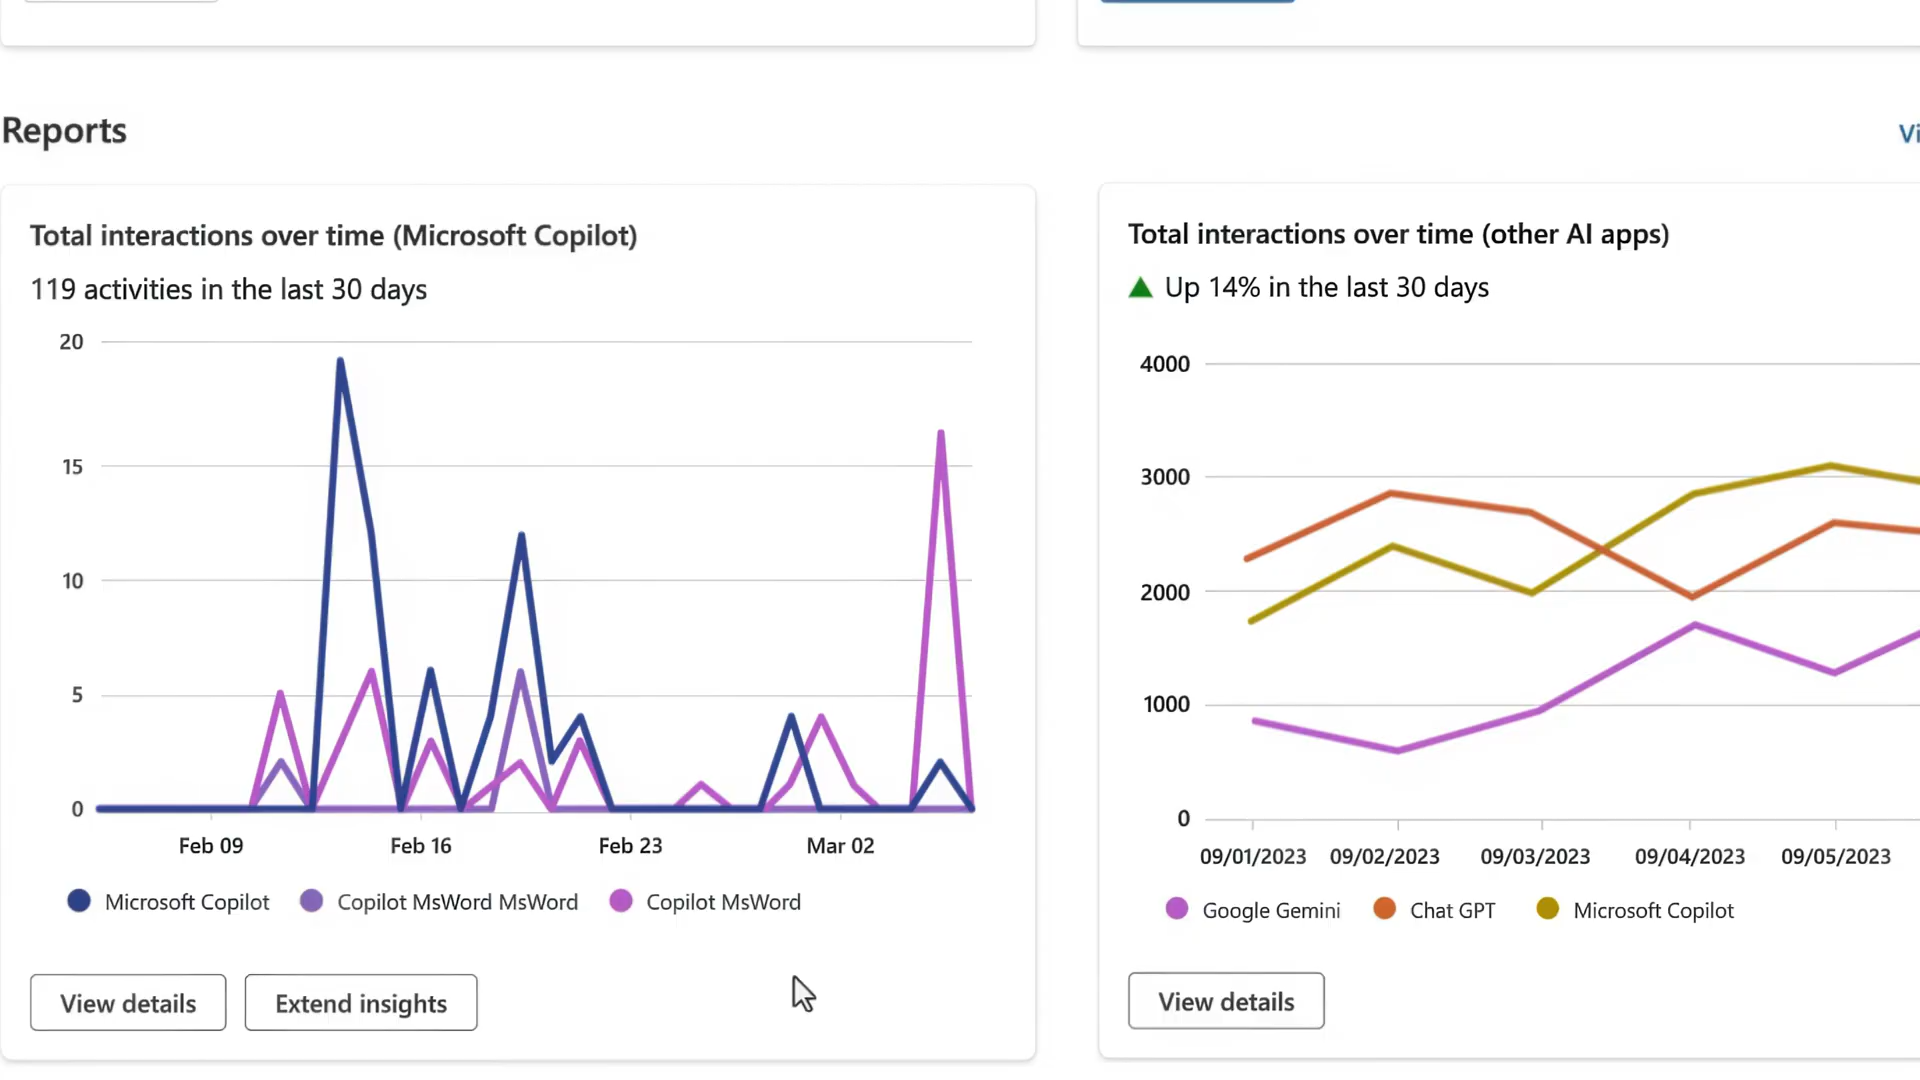 Reports
Vi
Total interactions over time (Microsoft Copilot)
119 activities in the last 30 days
20
15
10
5
0
Feb 09 Feb 16 Feb 23 Mar 02
Microsoft Copilot Copilot MsWord MsWord Copilot MsWord
View details Extend insights
Total interactions over time (other AI apps)
Up 14% in the last 30 days
4000
3000
2000
1000
0
09/01/2023 09/02/2023 09/03/2023 09/04/2023 09/05/2023
Google Gemini Chat GPT Microsoft Copilot
View details